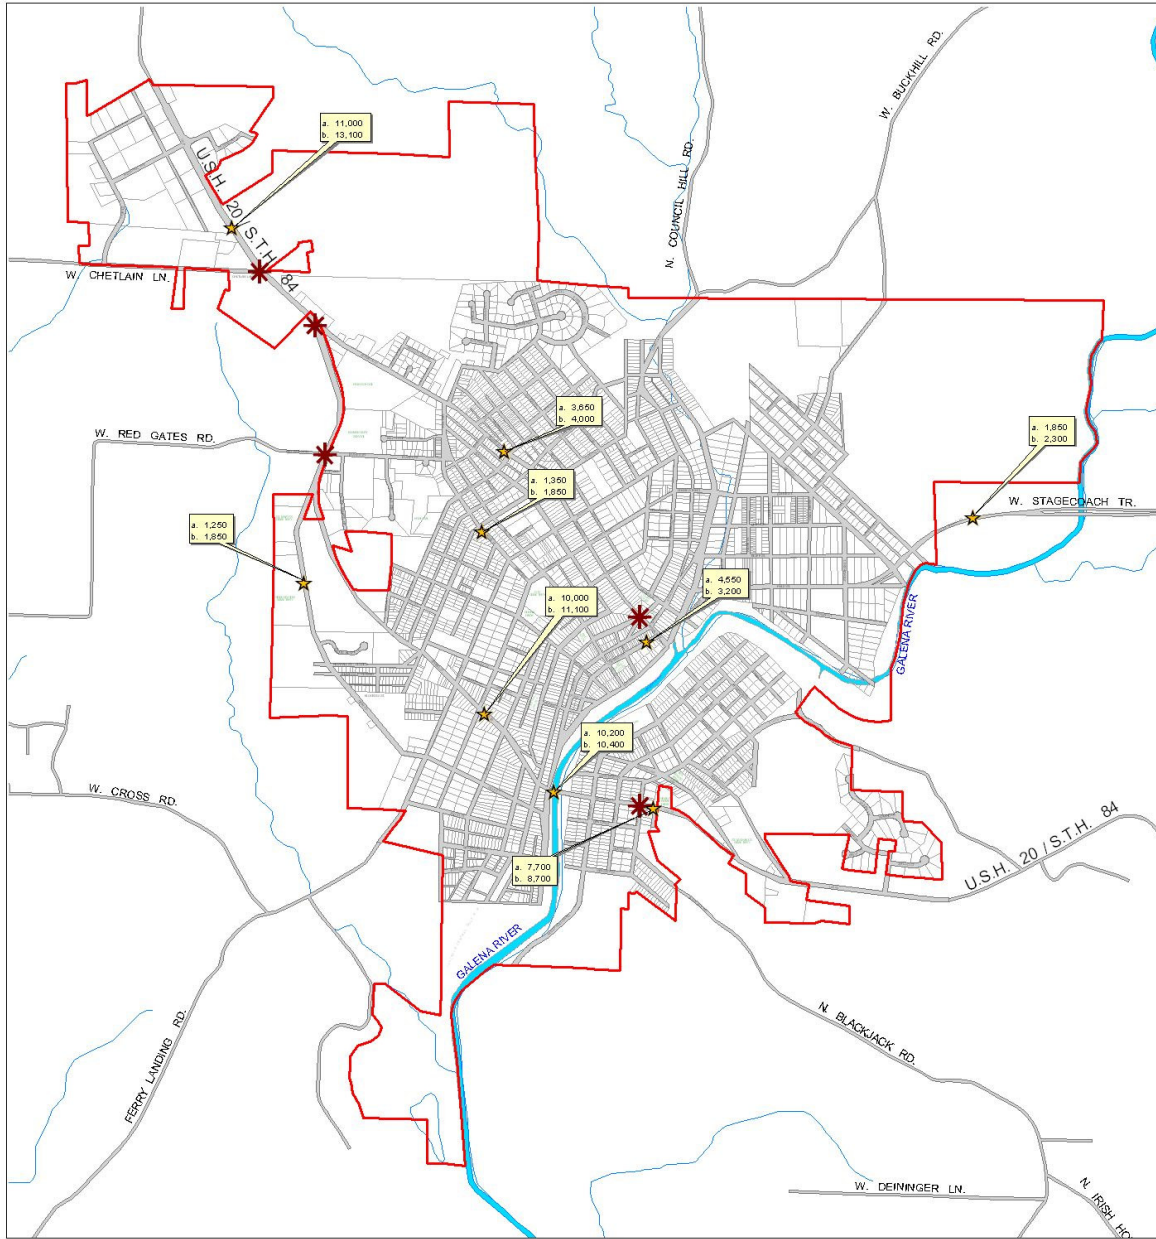 W. BUCKHILL RD.
a. 11,000
b. 13,100
U.S.H. 20 / S.T.H. 84
N. COUNCIL HILL RD.
W. CHETLAIN LN.
a. 3,650
b. 4,000
a. 1,850
b. 2,300
W. RED GATES RD.
a. 1,350
b. 1,850
W. STAGECOACH TR.
a. 1,250
b. 1,850
a. 4,550
b. 3,200
a. 10,000
b. 11,100
GALENA RIVER
a. 10,200
b. 10,400
W. CROSS RD.
U.S.H. 20 / S.T.H. 84
a. 7,700
b. 8,700
GALENA RIVER
N. BLACKJACK RD.
FERRY LANDING RD.
W. DEININGER LN.
N. IRISH HO